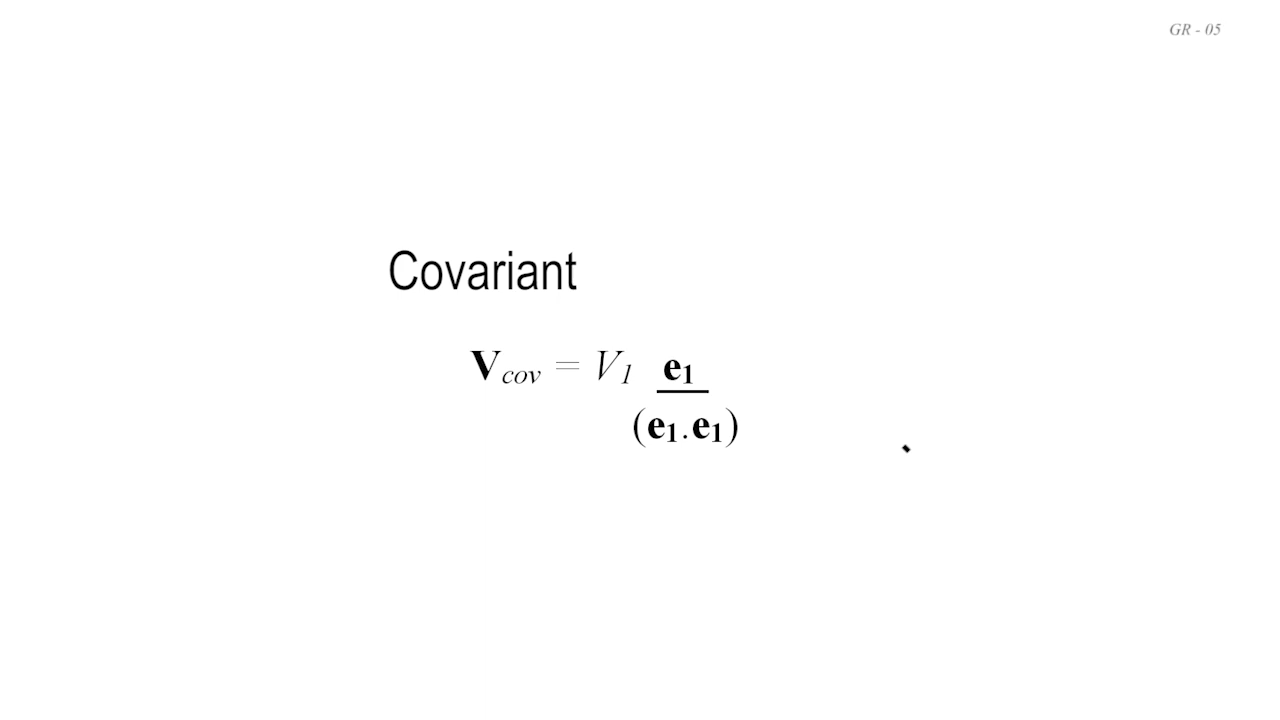 GR - 05
Covariant
Vcov = V1 e1
(e1.e1)